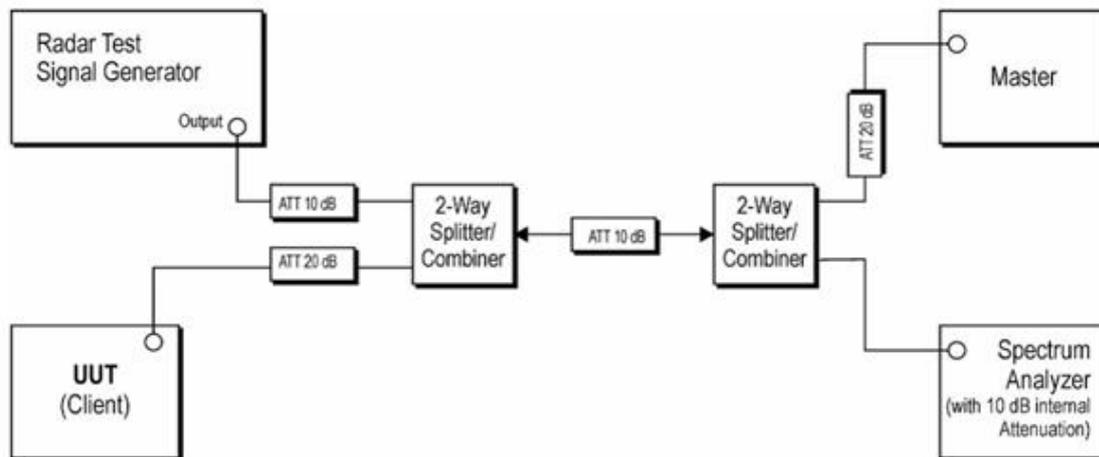 Radar Test
Signal Generator
Output
Master
ATT 20 dB
ATT 10 dB
2-Way
Splitter/
Combiner
ATT 10 dB
2-Way
Splitter/
Combiner
ATT 20 dB
UUT
(Client)
Spectrum
Analyzer
(with 10 dB internal
Attenuation)